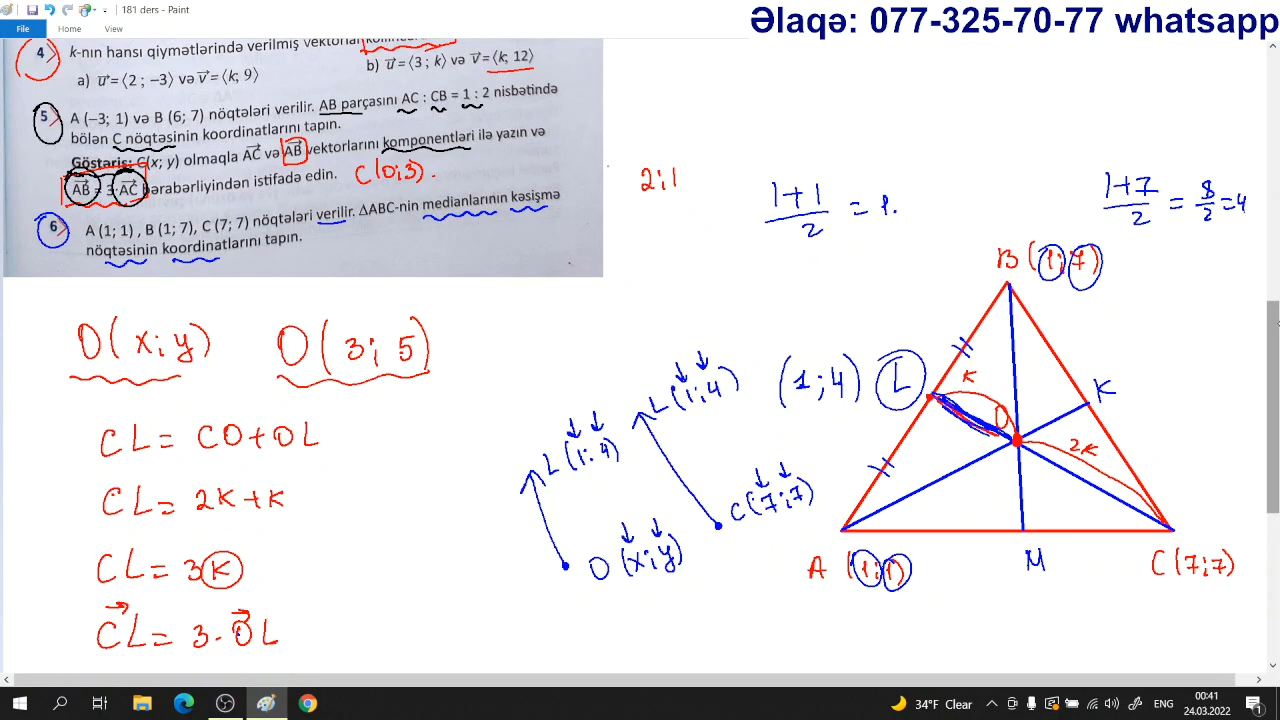 181 ders - Paint
Əlaqə: 077-325-70-77 whatsapp
File Home View
4 k-nın hansı qiymətlərində verilmiş vektorlar
a) u = ⟨2 ; −3⟩ və v = ⟨k; 9⟩ b) u = ⟨3 ; k⟩ və v = ⟨k; 12⟩
5 A (−3; 1) və B (6; 7) nöqtələri verilir. AB parçasını AC : CB = 1 : 2 nisbətində
bölən C nöqtəsinin koordinatlarını tapın.
Göstəriş: C(x; y) olmaqla AC və AB vektorlarını komponentləri ilə yazın və
AB = 3 AC bərabərliyindən istifadə edin. C(0;3).
6 A (1; 1) , B (1; 7), C (7; 7) nöqtələri verilir. ΔABC-nin medianlarının kəsişmə
nöqtəsinin koordinatlarını tapın.
2;1
1+1/2 = 1.
1+7/2 = 8/2 = 4
B (1;7)
O(x;y) O(3;5)
(1;4) L
K
K
O
2K
L(1;4)
L(1;4)
C(7;7)
O(x;y)
A (1;1)
M
C(7;7)
CL = CO+OL
CL = 2K+K
CL = 3K
CL = 3·OL
34°F Clear
ENG
00:41
24.03.2022
1